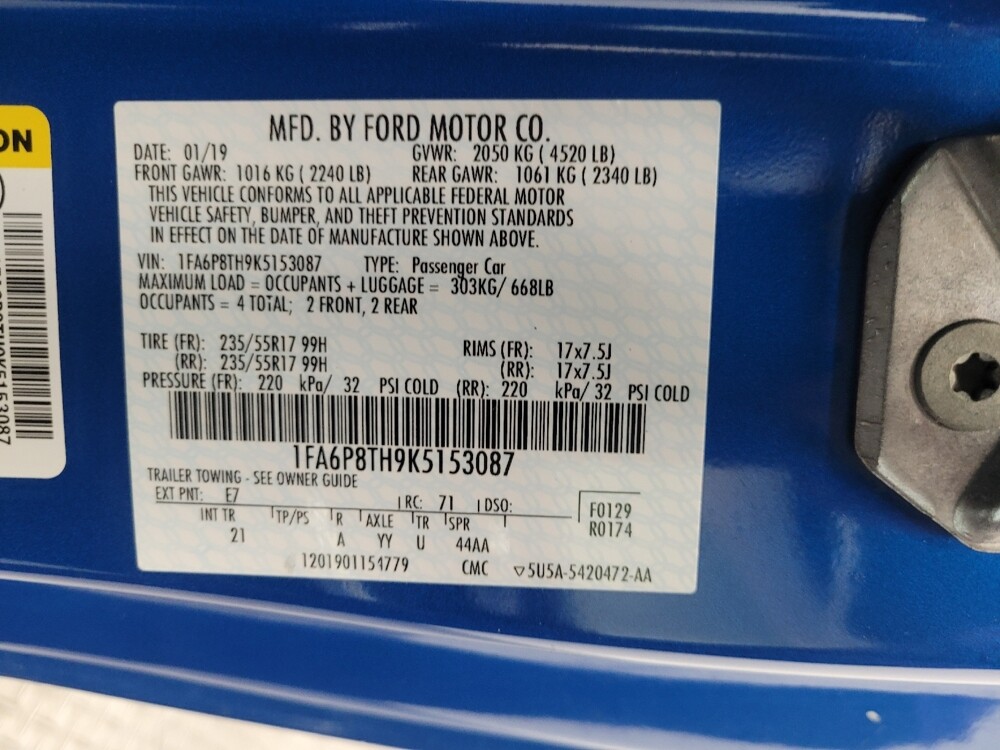 ON
MFD. BY FORD MOTOR CO.
DATE: 01/19 GVWR: 2050 KG ( 4520 LB)
FRONT GAWR: 1016 KG ( 2240 LB) REAR GAWR: 1061 KG ( 2340 LB)
THIS VEHICLE CONFORMS TO ALL APPLICABLE FEDERAL MOTOR
VEHICLE SAFETY, BUMPER, AND THEFT PREVENTION STANDARDS
IN EFFECT ON THE DATE OF MANUFACTURE SHOWN ABOVE.
VIN: 1FA6P8TH9K5153087 TYPE: Passenger Car
MAXIMUM LOAD = OCCUPANTS + LUGGAGE = 303KG/ 668LB
OCCUPANTS = 4 TOTAL; 2 FRONT, 2 REAR
TIRE (FR): 235/55R17 99H RIMS (FR): 17x7.5J
(RR): 235/55R17 99H (RR): 17x7.5J
PRESSURE (FR): 220 kPa/ 32 PSI COLD (RR): 220 kPa/ 32 PSI COLD
1FA6P8TH9K5153087
TRAILER TOWING - SEE OWNER GUIDE
EXT PNT: E7 RC: 71 DSO: F0129
R0174
INT TR TP/PS R AXLE TR SPR
21 A YY U 44AA
1201901154779 CMC ▽5U5A-5420472-AA